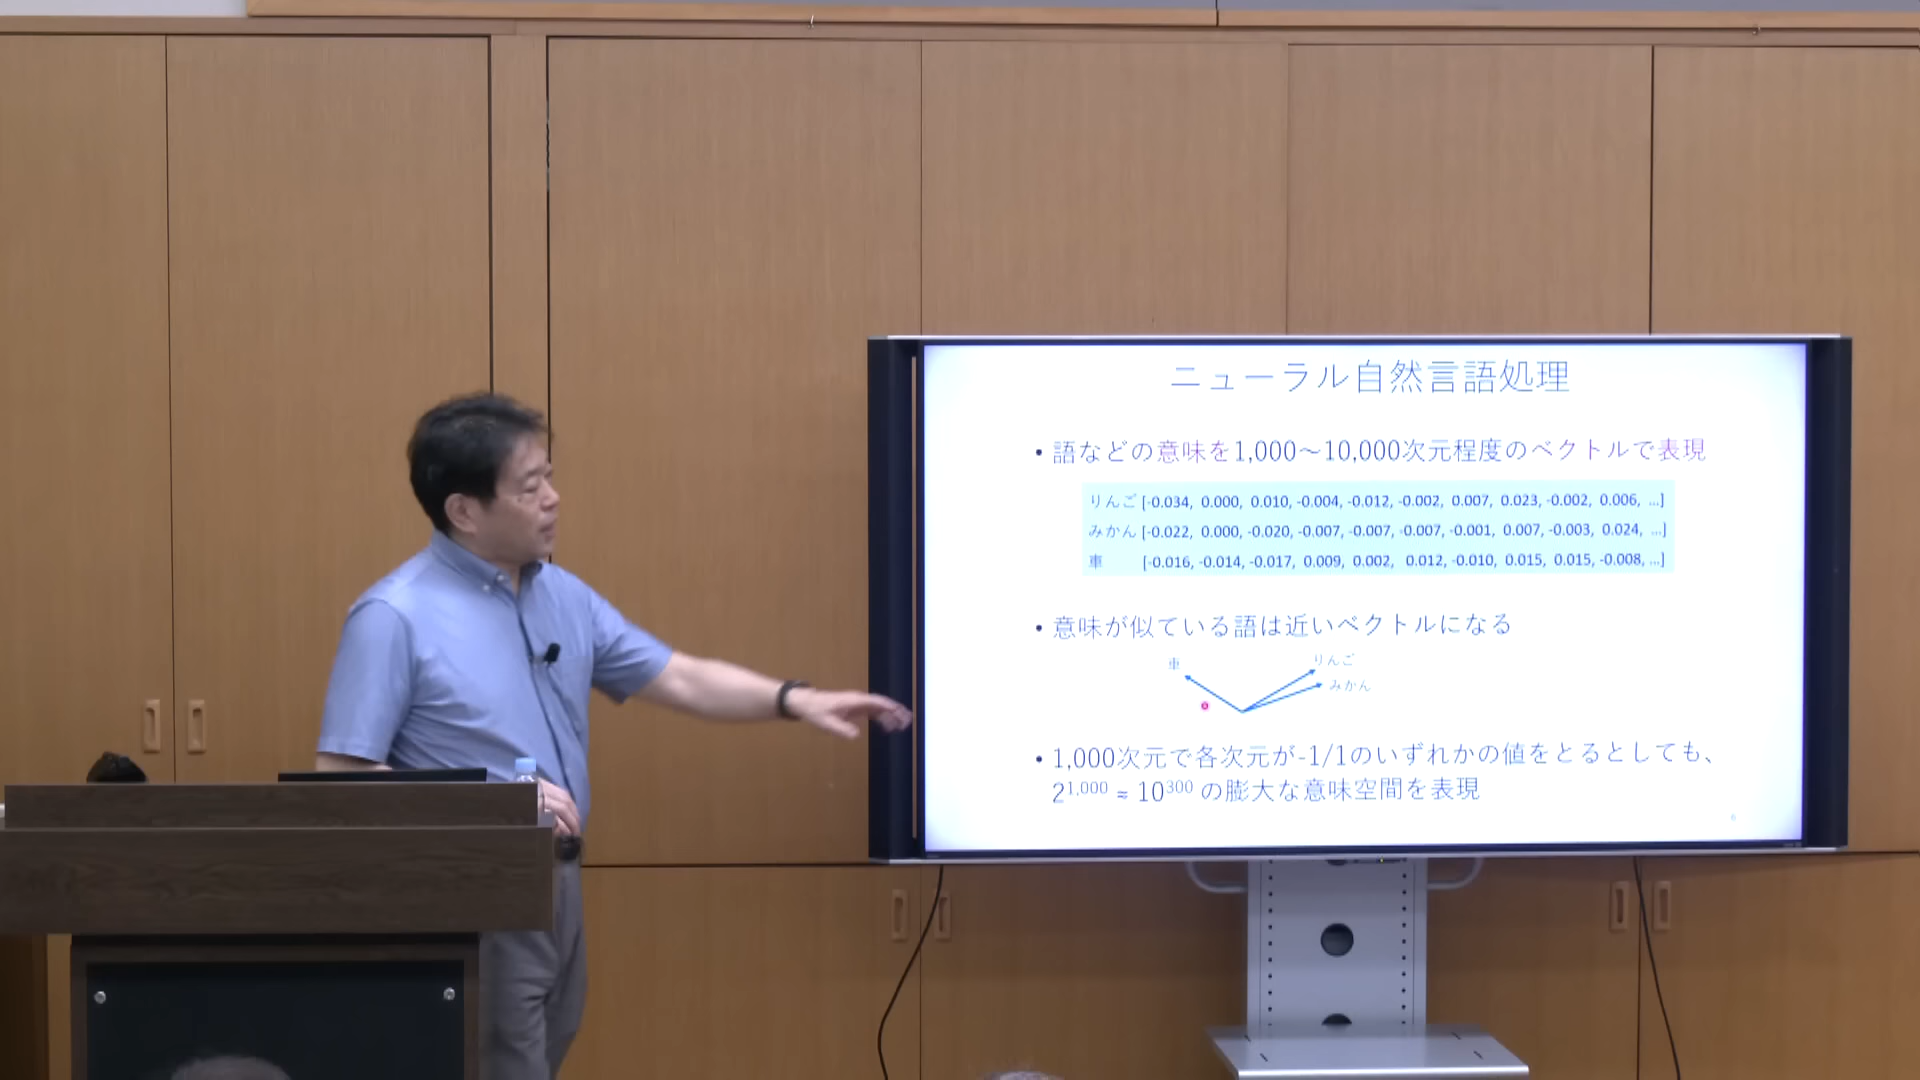 ニューラル自然言語処理
• 語などの意味を1,000～10,000次元程度のベクトルで表現
りんご [-0.034, 0.000, 0.010, -0.004, -0.012, -0.002, 0.007, 0.023, -0.002, 0.006, ...]
みかん [-0.022, 0.000, -0.020, -0.007, -0.007, -0.007, -0.001, 0.007, -0.003, 0.024, ...]
車 [-0.016, -0.014, -0.017, 0.009, 0.002, 0.012, -0.010, 0.015, 0.015, -0.008, ...]
• 意味が似ている語は近いベクトルになる
車 りんご
みかん
• 1,000次元で各次元が-1/1のいずれかの値をとるとしても、
2^1,000 ≈ 10^300 の膨大な意味空間を表現